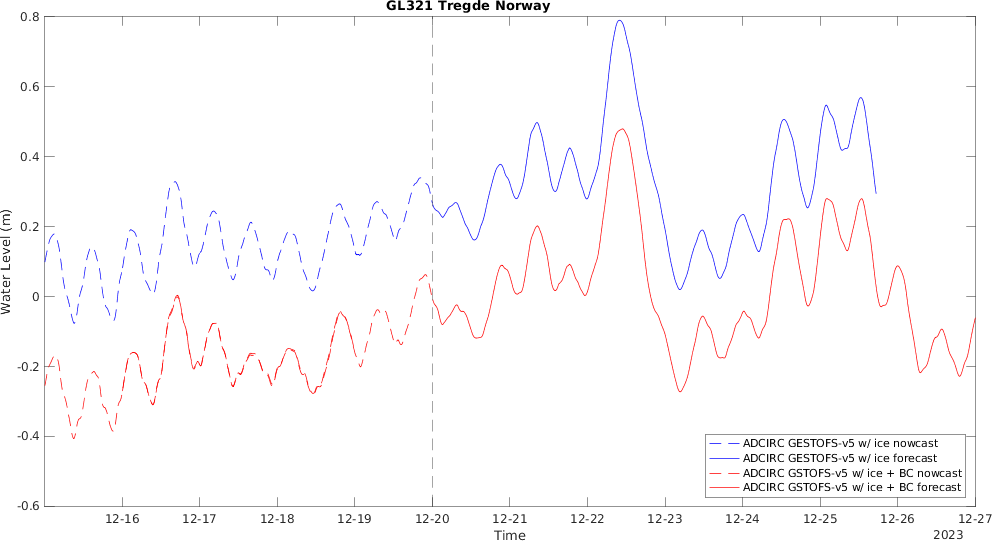 GL321 Tregde Norway
0.8
0.6
0.4
0.2
0
-0.2
-0.4
-0.6
Water Level (m)
ADCIRC GESTOFS-v5 w/ ice nowcast
ADCIRC GESTOFS-v5 w/ ice forecast
ADCIRC GSTOFS-v5 w/ ice + BC nowcast
ADCIRC GSTOFS-v5 w/ ice + BC forecast
12-16 12-17 12-18 12-19 12-20 12-21 12-22 12-23 12-24 12-25 12-26 12-27
Time
2023